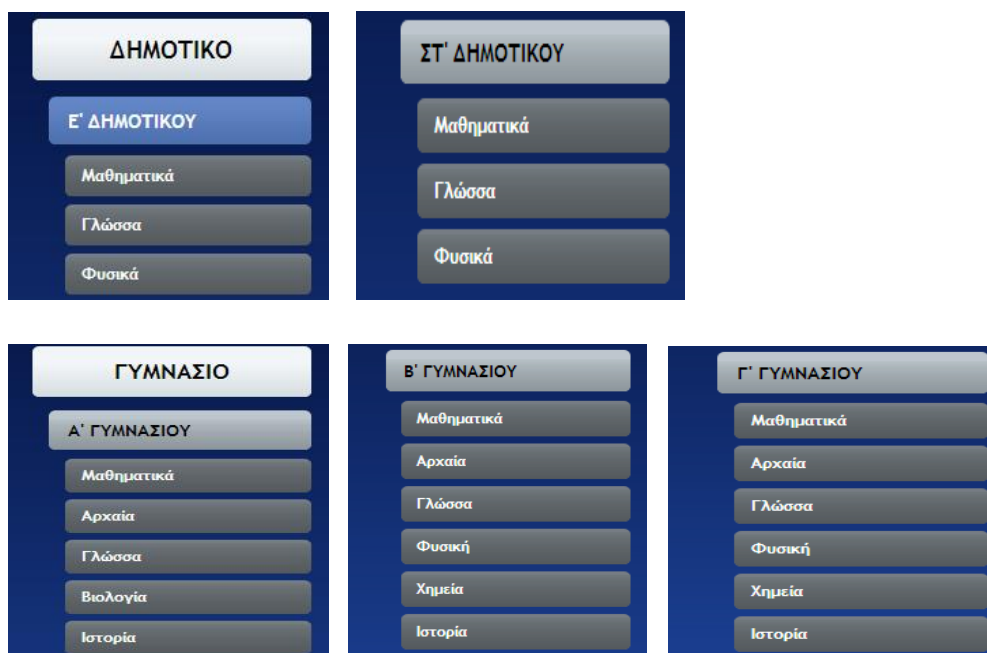 ΔΗΜΟΤΙΚΟ
Ε' ΔΗΜΟΤΙΚΟΥ
Μαθηματικά
Γλώσσα
Φυσικά
ΣΤ' ΔΗΜΟΤΙΚΟΥ
Μαθηματικά
Γλώσσα
Φυσικά
ΓΥΜΝΑΣΙΟ
Α' ΓΥΜΝΑΣΙΟΥ
Μαθηματικά
Αρχαία
Γλώσσα
Βιολογία
Ιστορία
Β' ΓΥΜΝΑΣΙΟΥ
Μαθηματικά
Αρχαία
Γλώσσα
Φυσική
Χημεία
Ιστορία
Γ' ΓΥΜΝΑΣΙΟΥ
Μαθηματικά
Αρχαία
Γλώσσα
Φυσική
Χημεία
Ιστορία